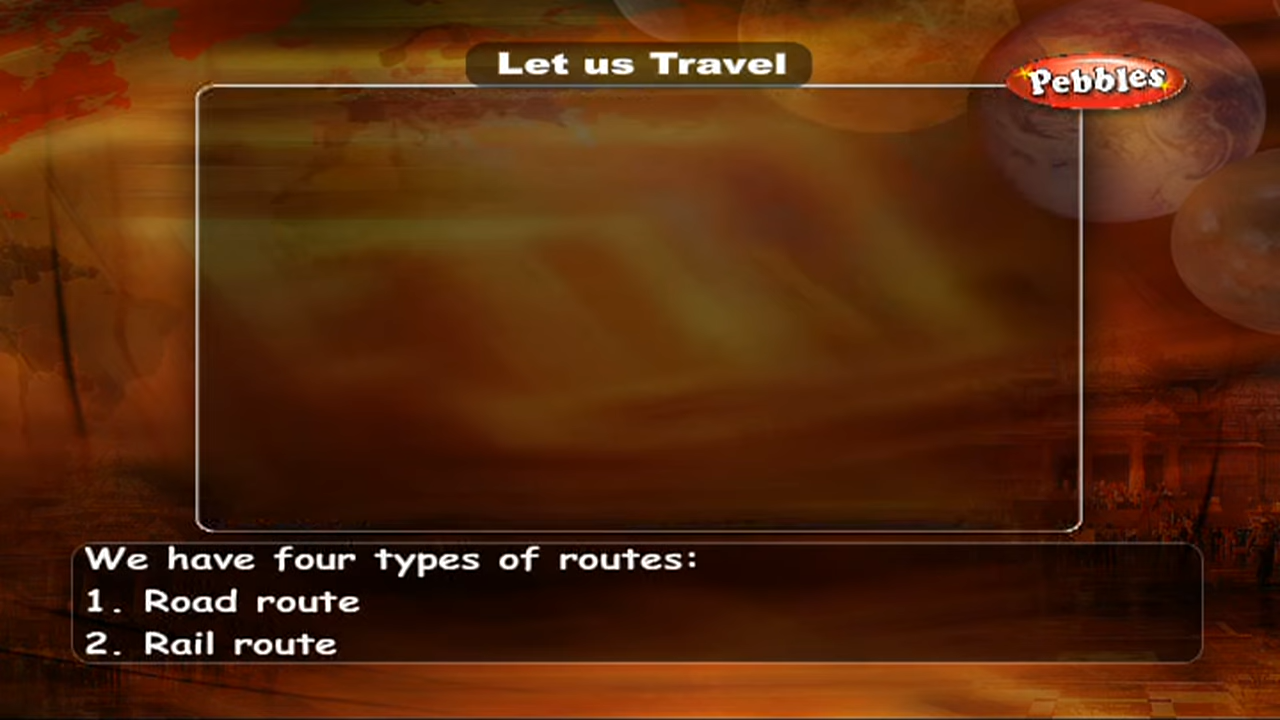 Let us Travel
Pebbles
We have four types of routes:
1. Road route
2. Rail route